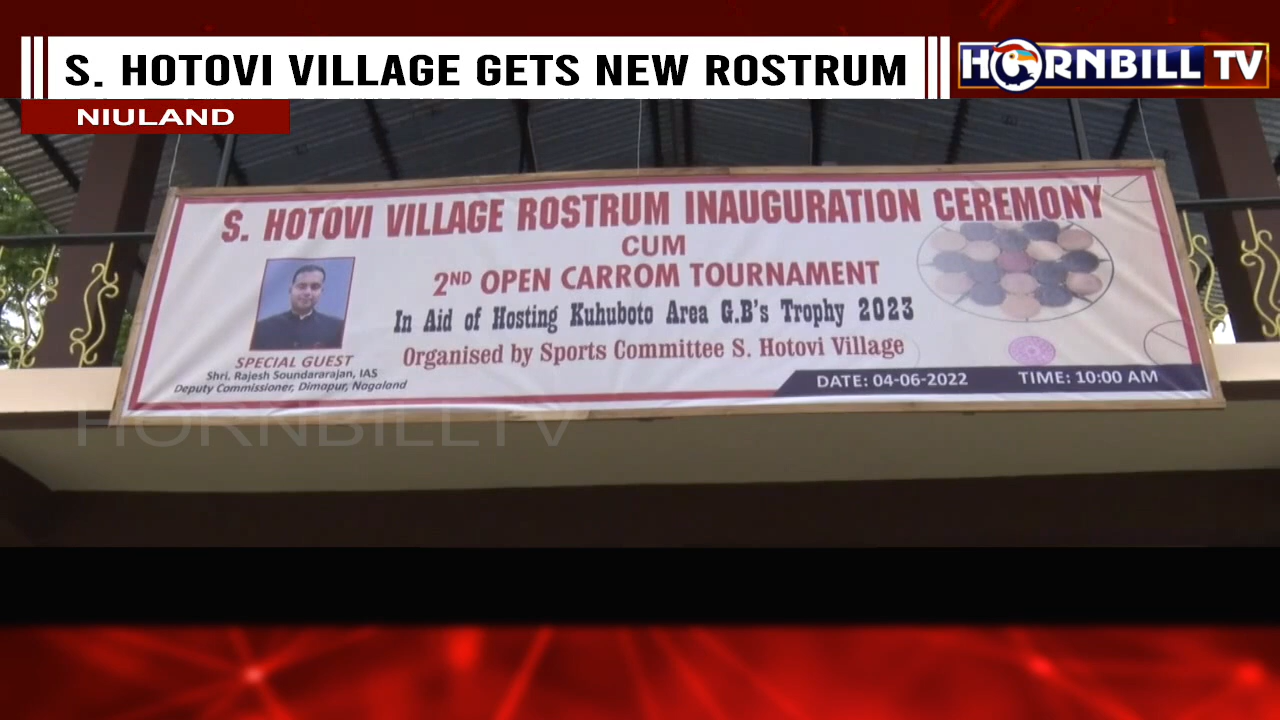 S. HOTOVI VILLAGE GETS NEW ROSTRUM
HORNBILL TV
NIULAND
S. HOTOVI VILLAGE ROSTRUM INAUGURATION CEREMONY
CUM
2ND OPEN CARROM TOURNAMENT
In Aid of Hosting Kuhuboto Area G.B's Trophy 2023
Organised by Sports Committee S. Hotovi Village
SPECIAL GUEST
Shri. Rajesh Soundararajan, IAS
Deputy Commissioner, Dimapur, Nagaland
DATE: 04-06-2022 TIME: 10:00 AM
HORNBILLTV